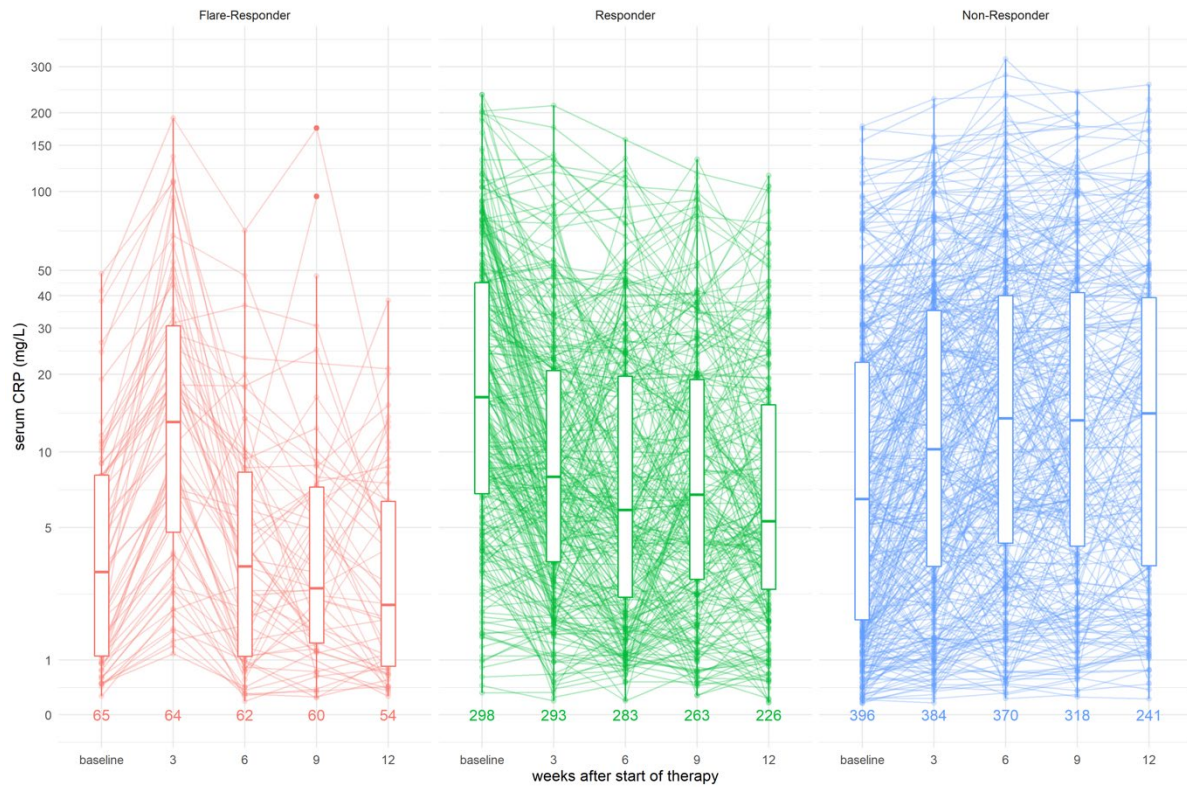 Flare-Responder Responder Non-Responder
serum CRP (mg/L)
300
200
150
100
50
40
30
20
10
5
1
0
65 64 62 60 54 298 293 283 263 226 396 384 370 318 241
baseline 3 6 9 12 baseline 3 6 9 12 baseline 3 6 9 12
weeks after start of therapy